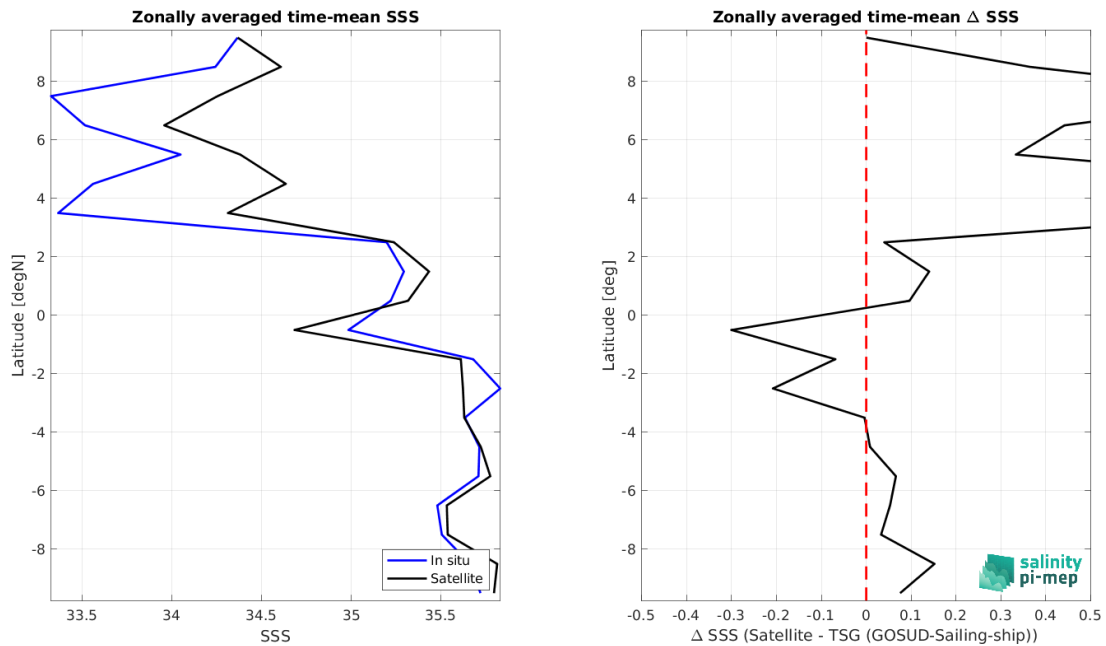 Zonally averaged time-mean SSS
8
6
4
2
0
-2
-4
-6
-8
Latitude [degN]
33.5 34 34.5 35 35.5
SSS
In situ
Satellite
Zonally averaged time-mean Δ SSS
8
6
4
2
0
-2
-4
-6
-8
Latitude [deg]
-0.5 -0.4 -0.3 -0.2 -0.1 0 0.1 0.2 0.3 0.4 0.5
Δ SSS (Satellite - TSG (GOSUD-Sailing-ship))
salinity
pi-mep